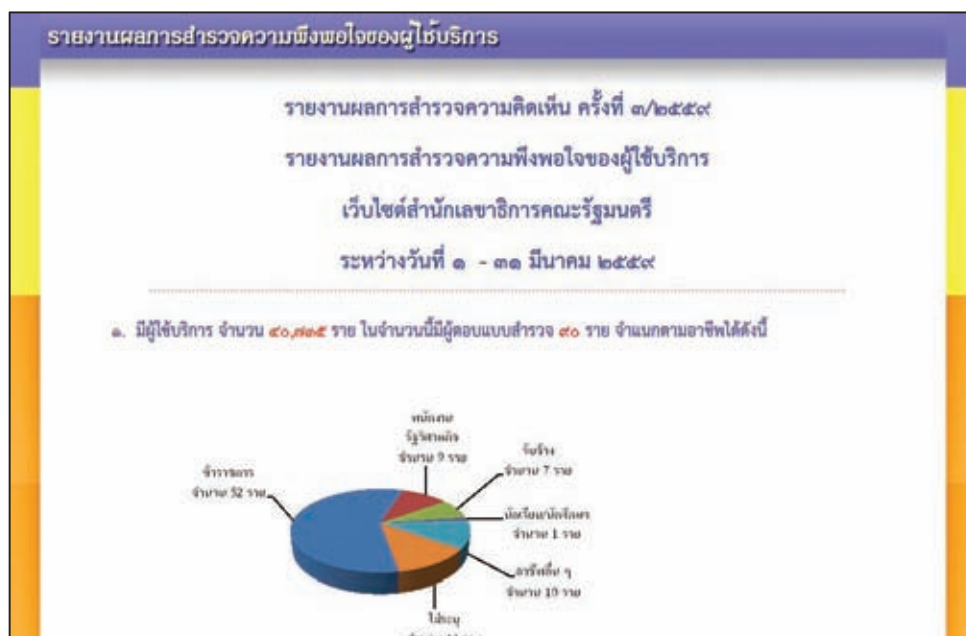 รายงานผลการสำรวจความพึงพอใจของผู้ใช้บริการ
รายงานผลการสำรวจความคิดเห็น ครั้งที่ ๓/๒๕๕๙
รายงานผลการสำรวจความพึงพอใจของผู้ใช้บริการ
เว็บไซต์สำนักเลขาธิการคณะรัฐมนตรี
ระหว่างวันที่ ๑ - ๓๑ มีนาคม ๒๕๕๙
๑. มีผู้ใช้บริการ จำนวน ๔๐,๗๓๕ ราย ในจำนวนนี้มีผู้ตอบแบบสำรวจ ๙๐ ราย จำแนกตามอาชีพได้ดังนี้
พนักงาน
รัฐวิสาหกิจ
จำนวน 9 ราย
รับจ้าง
จำนวน 7 ราย
ข้าราชการ
จำนวน 52 ราย
นักเรียน/นักศึกษา
จำนวน 1 ราย
อาชีพอื่น ๆ
จำนวน 10 ราย
ไม่ระบุ